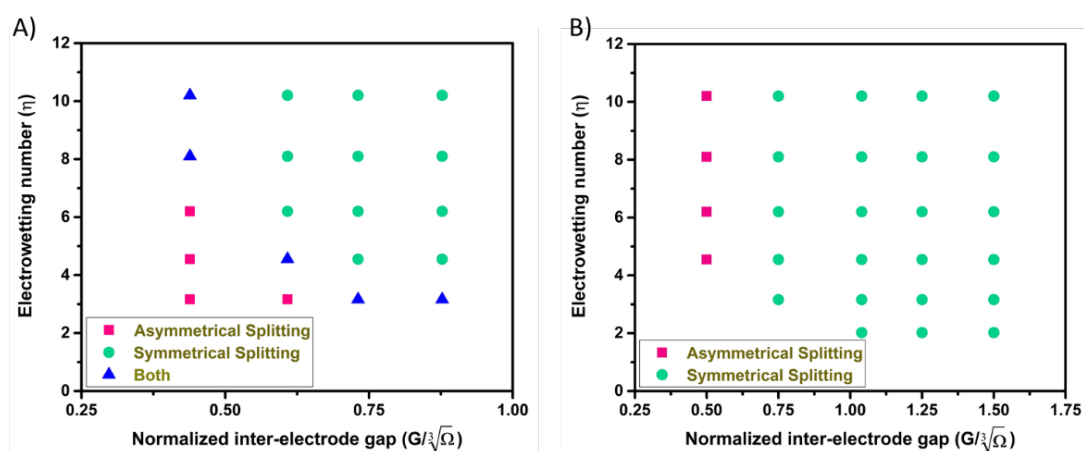 A)
12
10
8
6
4
2
0
Electrowetting number (η)
Asymmetrical Splitting
Symmetrical Splitting
Both
0.25 0.50 0.75 1.00
Normalized inter-electrode gap (G/∛Ω)
B)
12
10
8
6
4
2
0
Electrowetting number (η)
Asymmetrical Splitting
Symmetrical Splitting
0.25 0.50 0.75 1.00 1.25 1.50 1.75
Normalized inter-electrode gap (G/∛Ω)